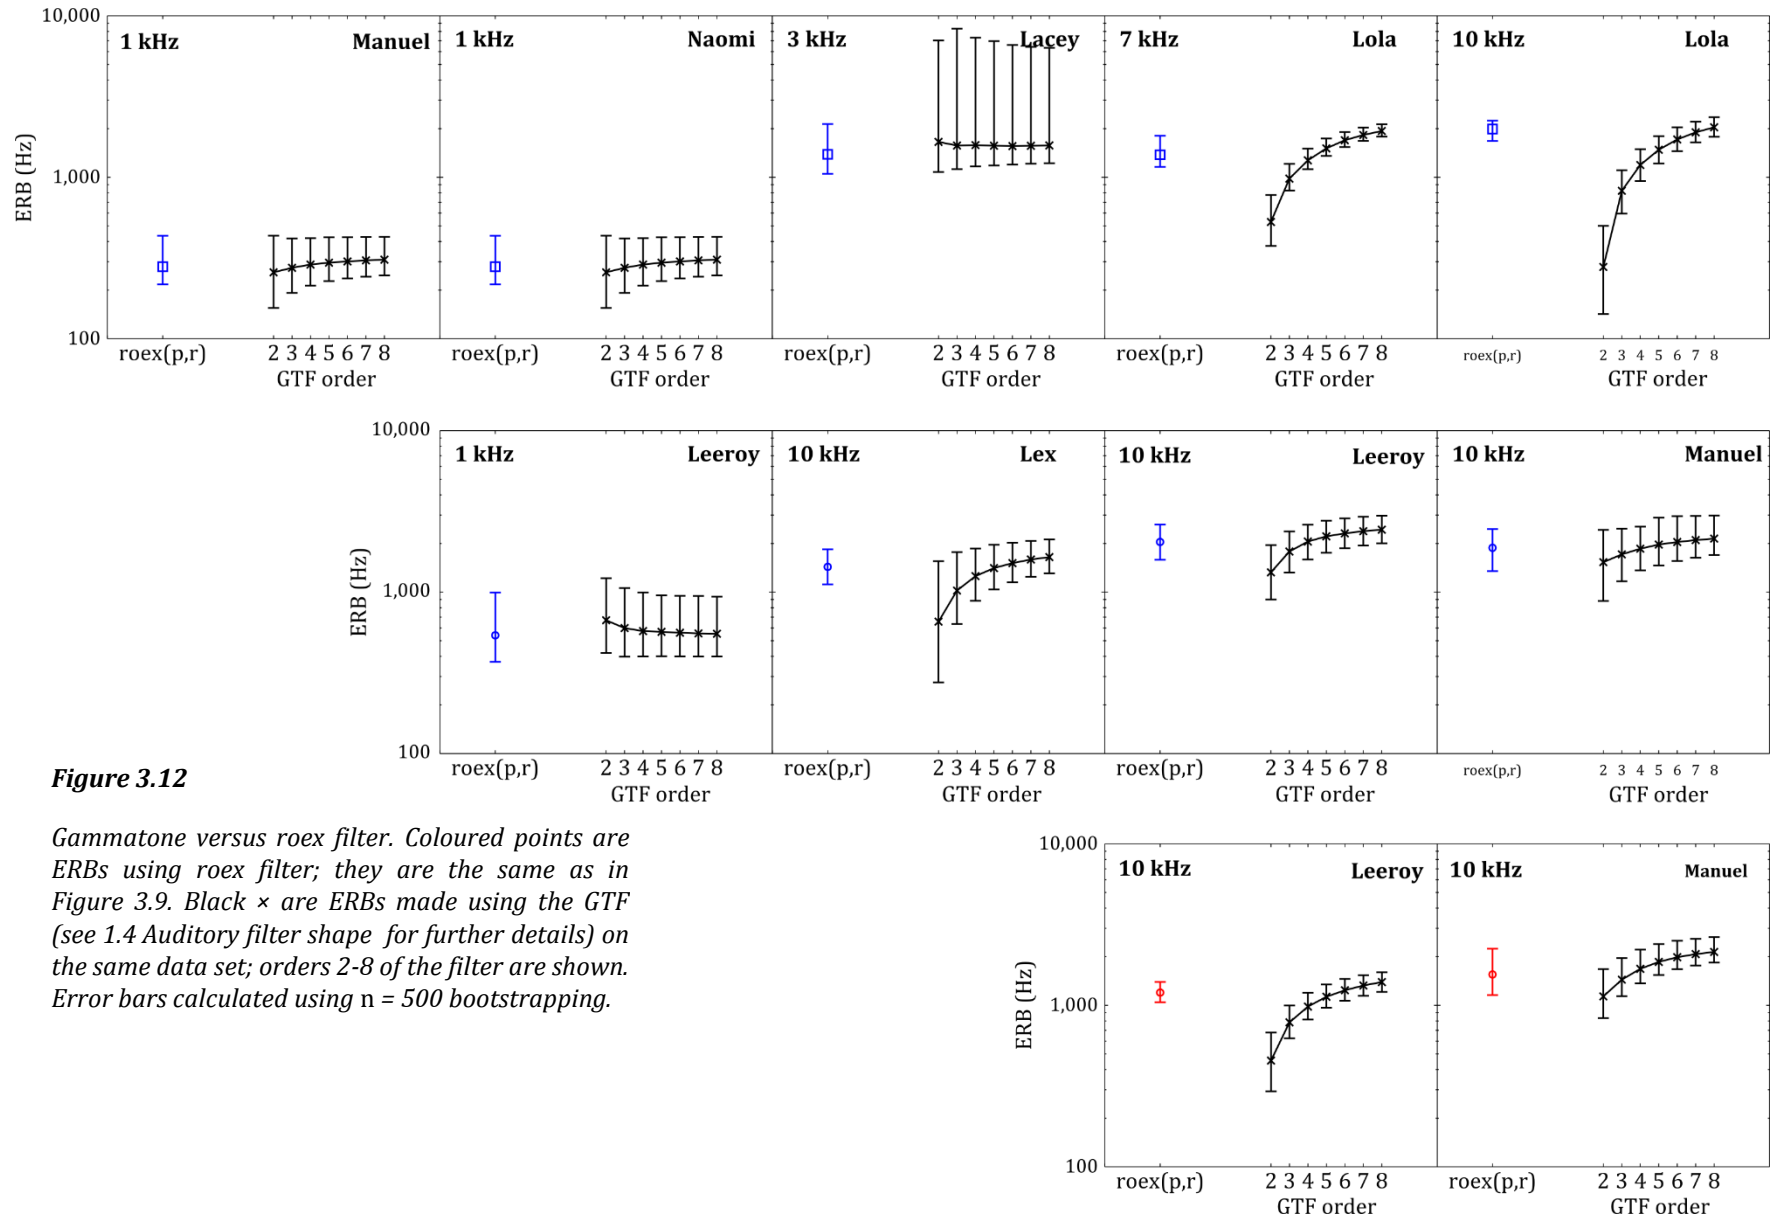 10,000
1 kHz Manuel 1 kHz Naomi 3 kHz Lacey 7 kHz Lola 10 kHz Lola
ERB (Hz)
1,000
100
roex(p,r) 2 3 4 5 6 7 8 roex(p,r) 2 3 4 5 6 7 8 roex(p,r) 2 3 4 5 6 7 8 roex(p,r) 2 3 4 5 6 7 8 roex(p,r) 2 3 4 5 6 7 8
GTF order GTF order GTF order GTF order GTF order
10,000
1 kHz Leeroy 10 kHz Lex 10 kHz Leeroy 10 kHz Manuel
ERB (Hz)
1,000
100
roex(p,r) 2 3 4 5 6 7 8 roex(p,r) 2 3 4 5 6 7 8 roex(p,r) 2 3 4 5 6 7 8 roex(p,r) 2 3 4 5 6 7 8
GTF order GTF order GTF order GTF order
Figure 3.12
Gammatone versus roex filter. Coloured points are
ERBs using roex filter; they are the same as in
Figure 3.9. Black × are ERBs made using the GTF
(see 1.4 Auditory filter shape for further details) on
the same data set; orders 2-8 of the filter are shown.
Error bars calculated using n = 500 bootstrapping.
10,000
10 kHz Leeroy 10 kHz Manuel
ERB (Hz)
1,000
100
roex(p,r) 2 3 4 5 6 7 8 roex(p,r) 2 3 4 5 6 7 8
GTF order GTF order